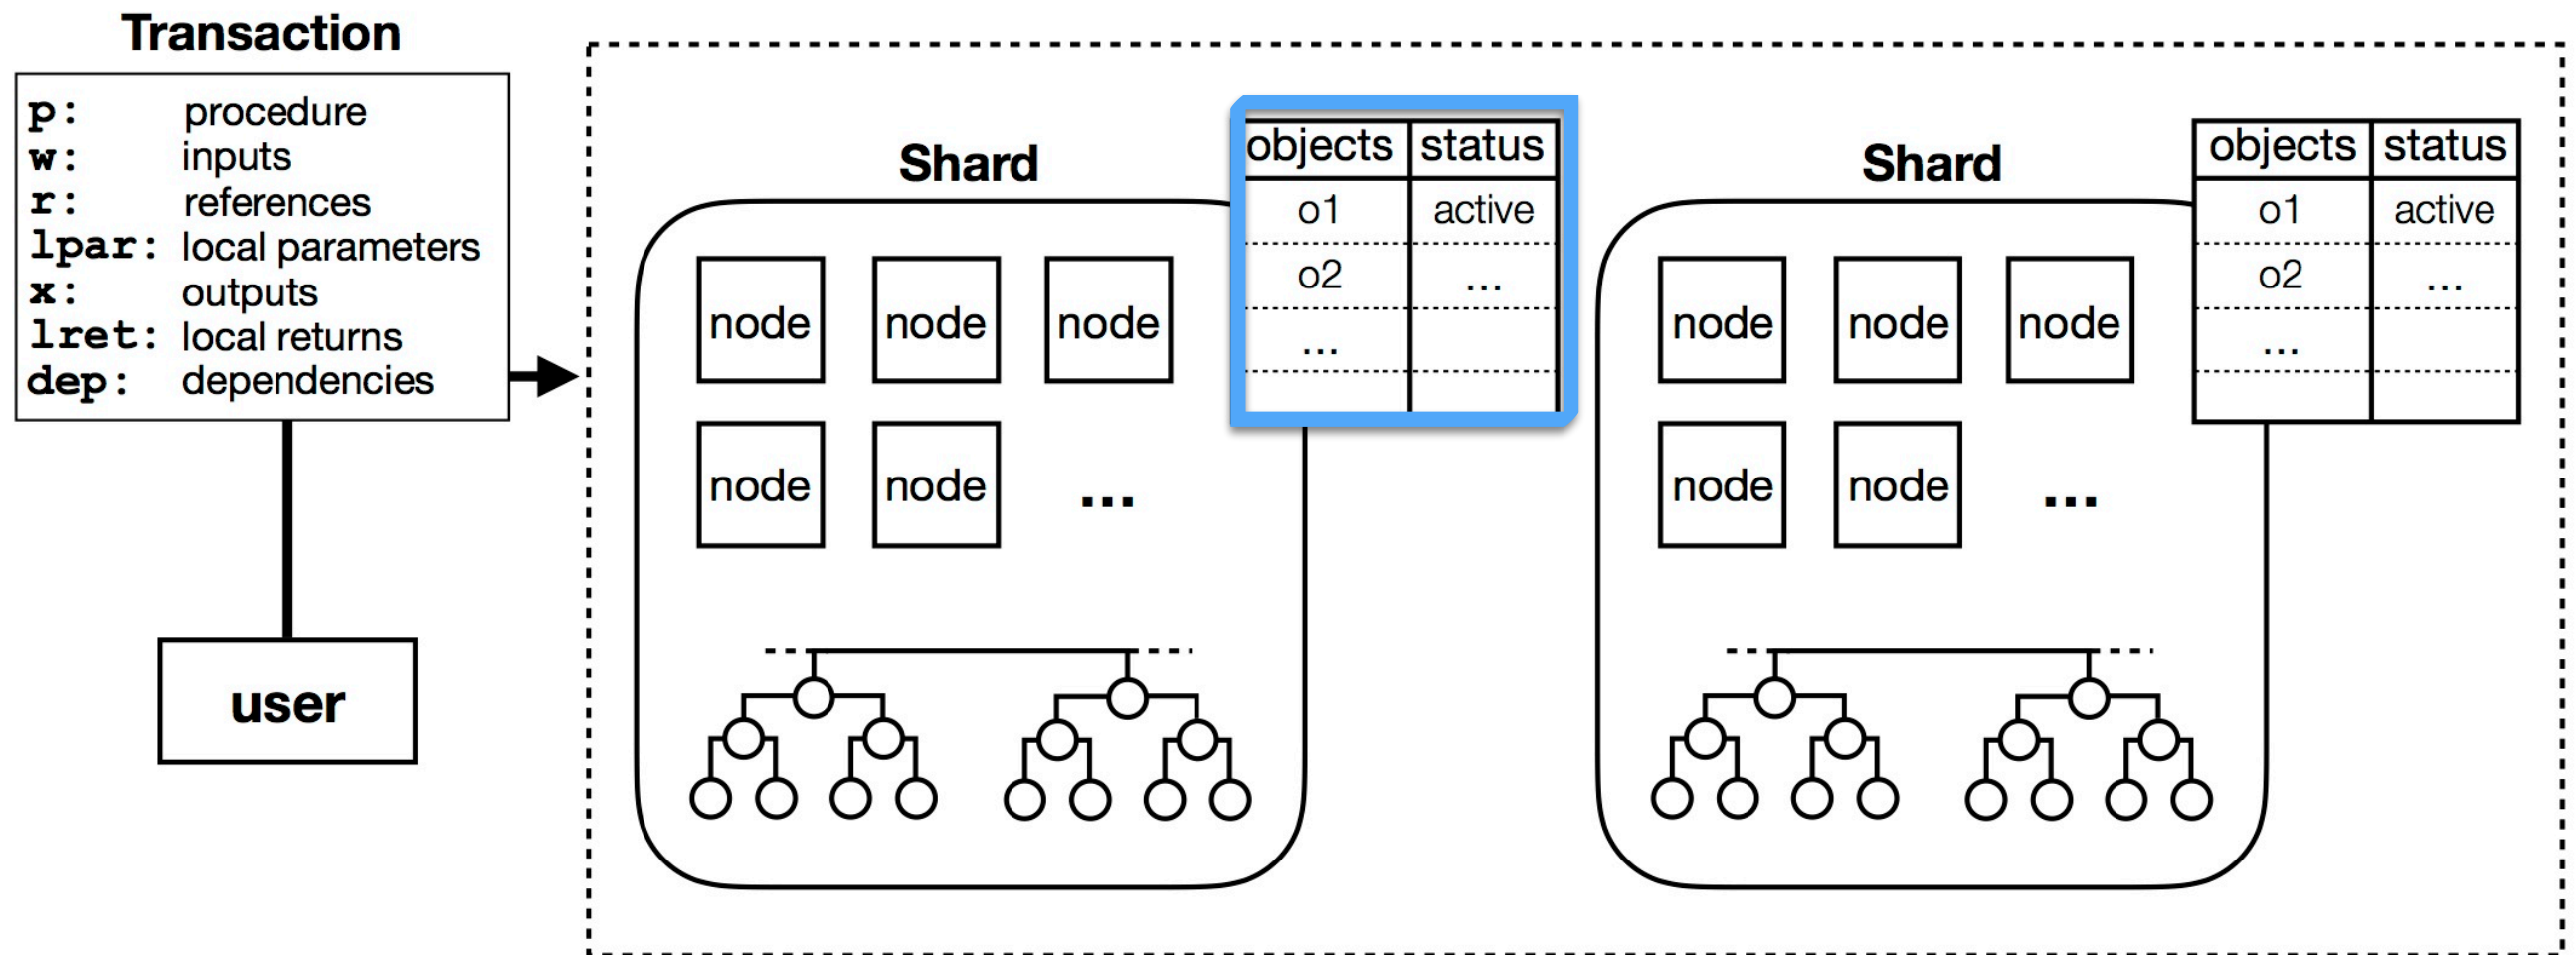 Transaction
p: procedure
w: inputs
r: references
lpar: local parameters
x: outputs
lret: local returns
dep: dependencies
user
Shard
objects status
o1 active
o2 ...
...
node node node
node node ...
Shard
objects status
o1 active
o2 ...
...
node node node
node node ...